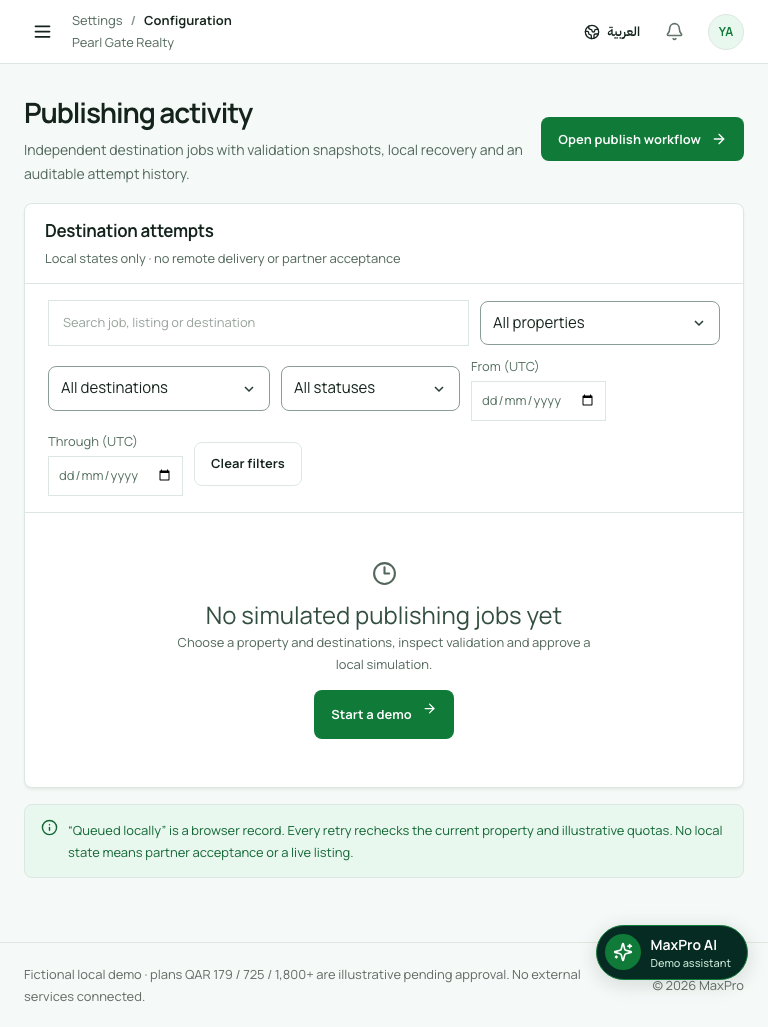 Settings / Configuration
Pearl Gate Realty
العربية
YA
Publishing activity
Independent destination jobs with validation snapshots, local recovery and an
auditable attempt history.
Open publish workflow
Destination attempts
Local states only · no remote delivery or partner acceptance
Search job, listing or destination
All properties
All destinations
All statuses
From (UTC)
dd/mm/yyyy
Through (UTC)
dd/mm/yyyy
Clear filters
No simulated publishing jobs yet
Choose a property and destinations, inspect validation and approve a
local simulation.
Start a demo
“Queued locally” is a browser record. Every retry rechecks the current property and illustrative quotas. No local
state means partner acceptance or a live listing.
MaxPro AI
Demo assistant
Fictional local demo · plans QAR 179 / 725 / 1,800+ are illustrative pending approval. No external
services connected.
© 2026 MaxPro